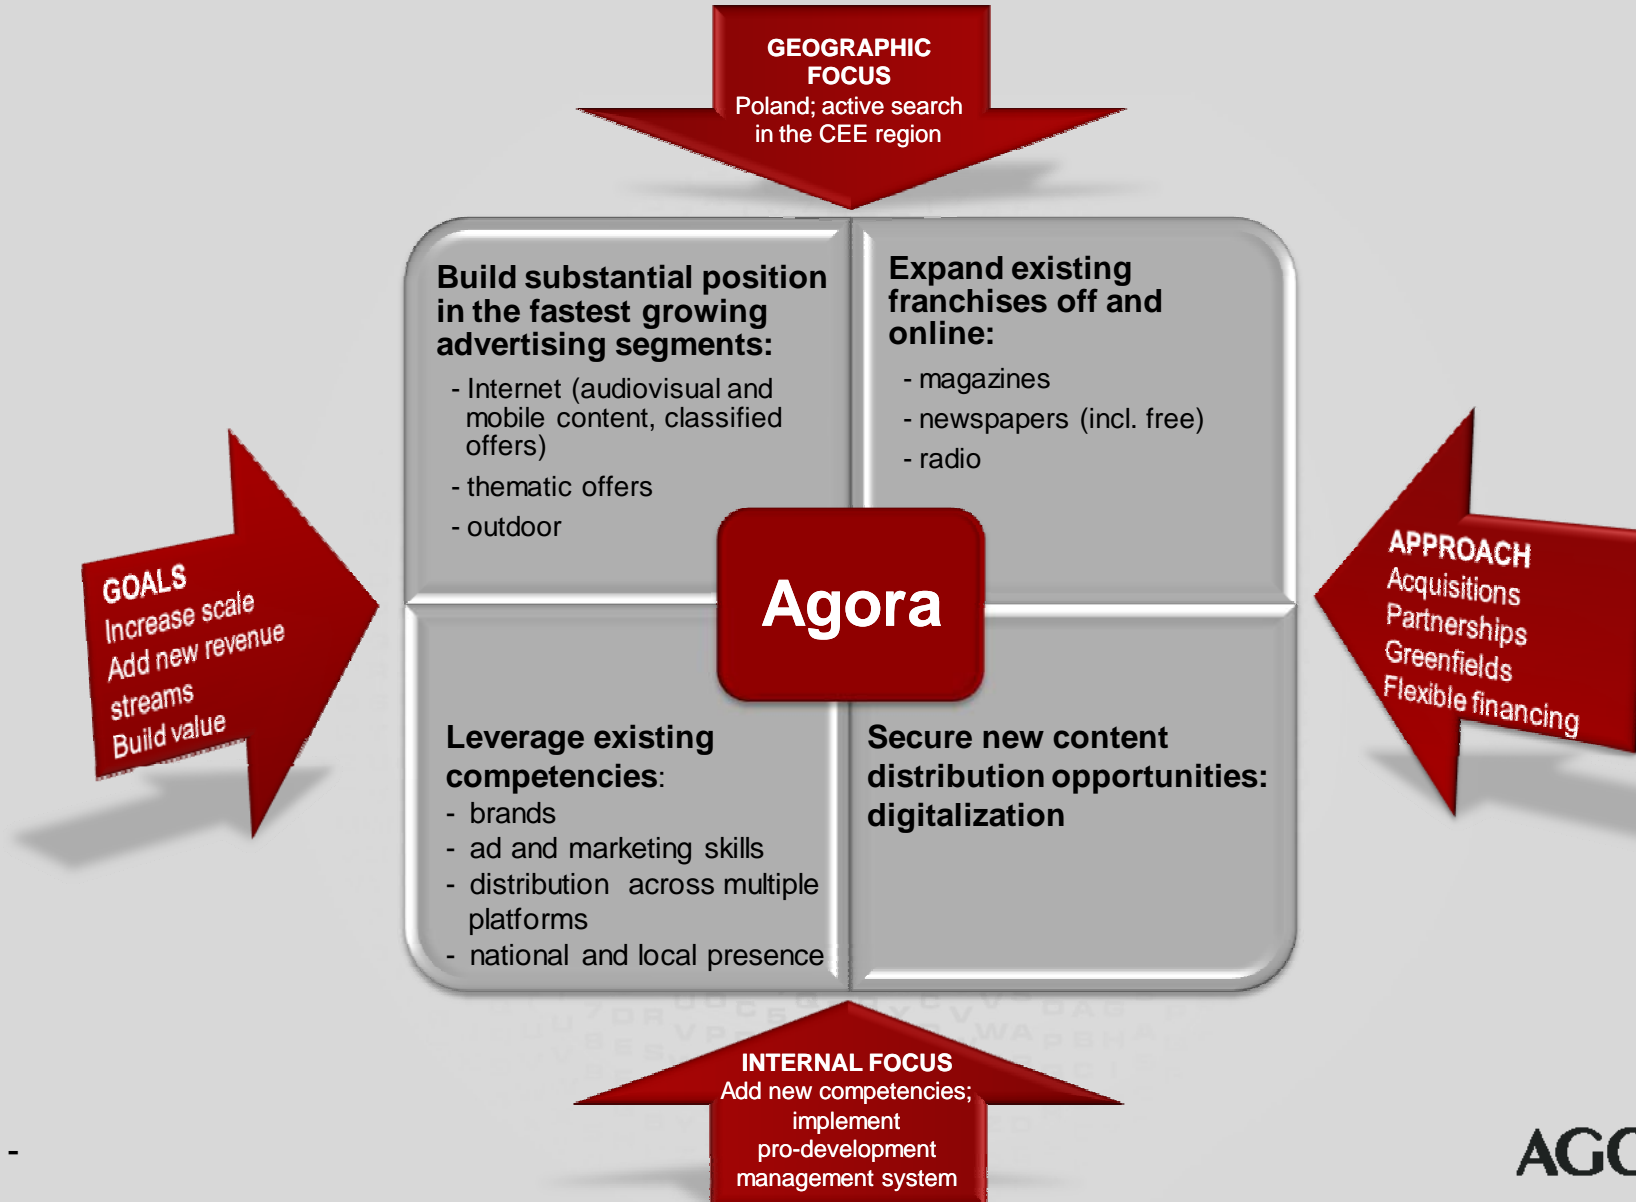 GEOGRAPHIC
FOCUS
Poland; active search
in the CEE region
Build substantial position
in the fastest growing
advertising segments:
- Internet (audiovisual and
mobile content, classified
offers)
- thematic offers
- outdoor
Expand existing
franchises off and
online:
- magazines
- newspapers (incl. free)
- radio
GOALS
Increase scale
Add new revenue
streams
Build value
Agora
APPROACH
Acquisitions
Partnerships
Greenfields
Flexible financing
Leverage existing
competencies:
- brands
- ad and marketing skills
- distribution across multiple
platforms
- national and local presence
Secure new content
distribution opportunities:
digitalization
INTERNAL FOCUS
Add new competencies;
implement
pro-development
management system
-